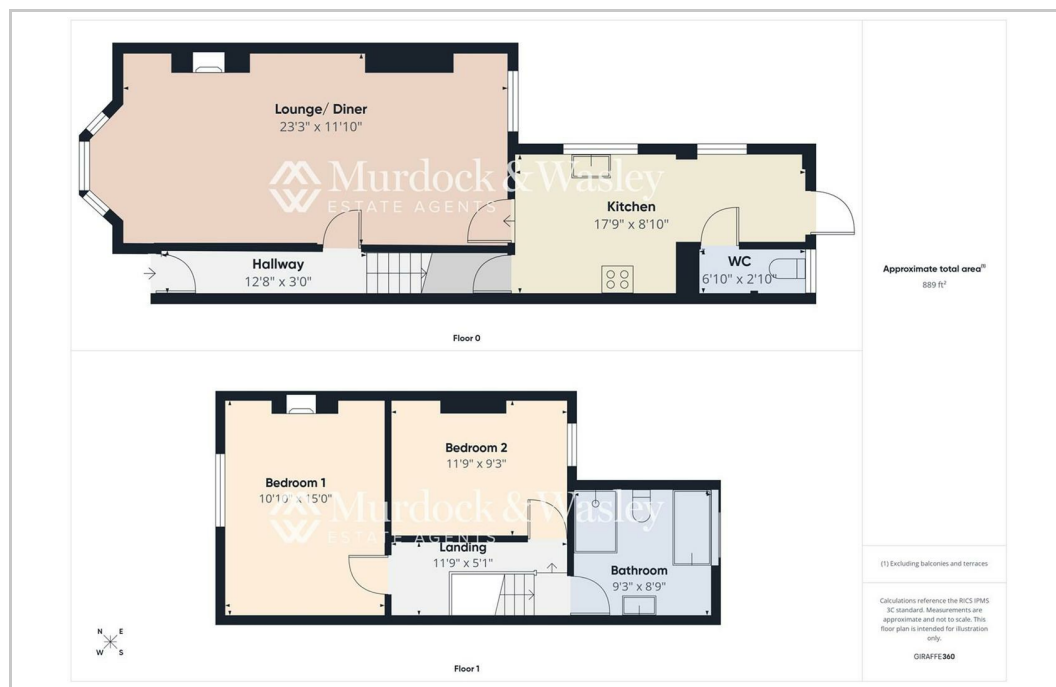 Lounge/ Diner
23'3" x 11'10"
Murdock & Wasley
ESTATE AGENTS
Kitchen
17'9" x 8'10"
Hallway
12'8" x 3'0"
WC
6'10" x 2'10"
Floor 0
Approximate total area(1)
889 ft²
Bedroom 1
10'10" x 15'0"
Bedroom 2
11'9" x 9'3"
Murdock & Wasley
ESTATE AGENTS
Landing
11'9" x 5'1"
Bathroom
9'3" x 8'9"
N E
W S
Floor 1
(1) Excluding balconies and terraces
Calculations reference the RICS IPMS
3C standard. Measurements are
approximate and not to scale. This
floor plan is intended for illustration
only.
GIRAFFE360